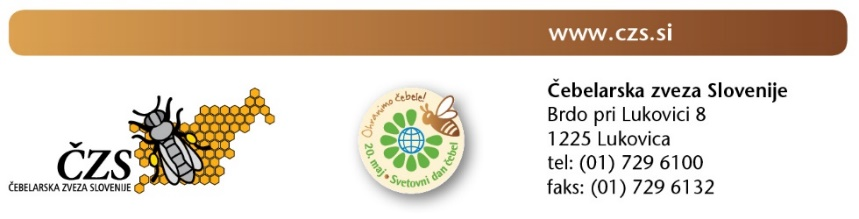 www.czs.si
ČZS
ČEBELARSKA ZVEZA SLOVENIJE
Ohranimo čebele!
20. maj • Svetovni dan čebel
Čebelarska zveza Slovenije
Brdo pri Lukovici 8
1225 Lukovica
tel: (01) 729 6100
faks: (01) 729 6132